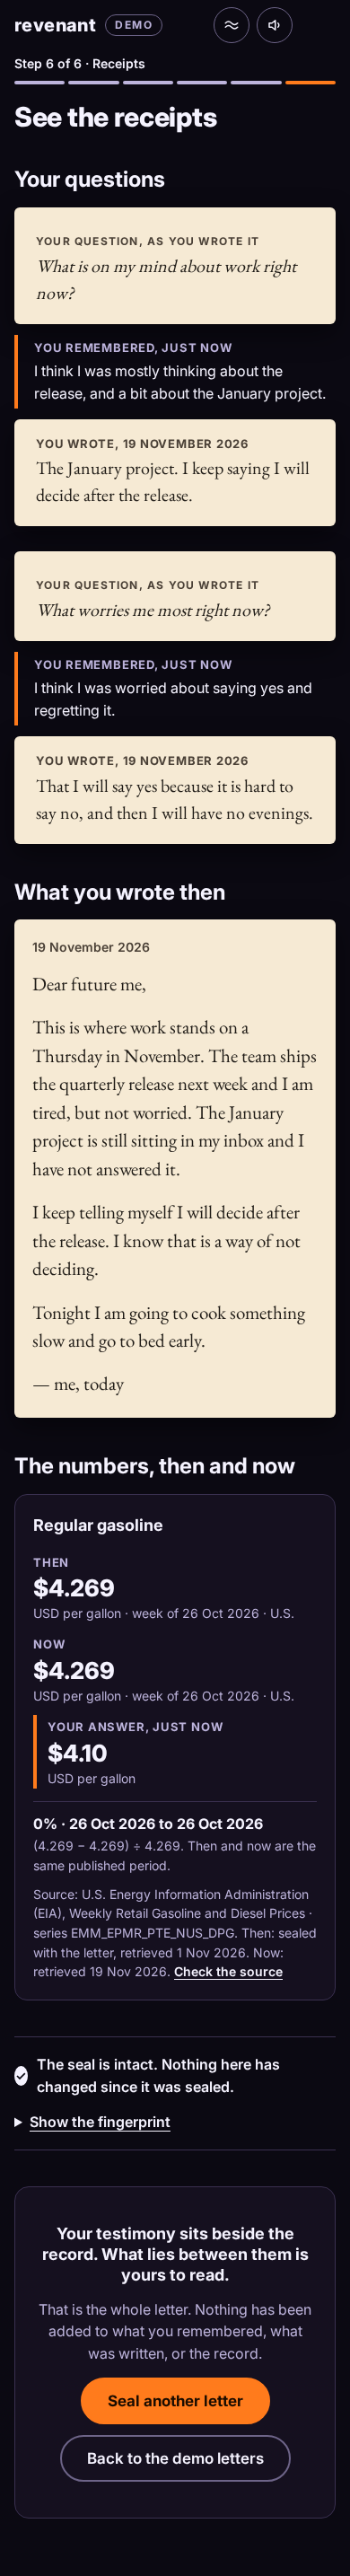 revenant DEMO
Step 6 of 6 · Receipts
See the receipts
Your questions
YOUR QUESTION, AS YOU WROTE IT
What is on my mind about work right
now?
YOU REMEMBERED, JUST NOW
I think I was mostly thinking about the
release, and a bit about the January project.
YOU WROTE, 19 NOVEMBER 2026
The January project. I keep saying I will
decide after the release.
YOUR QUESTION, AS YOU WROTE IT
What worries me most right now?
YOU REMEMBERED, JUST NOW
I think I was worried about saying yes and
regretting it.
YOU WROTE, 19 NOVEMBER 2026
That I will say yes because it is hard to
say no, and then I will have no evenings.
What you wrote then
19 November 2026
Dear future me,
This is where work stands on a
Thursday in November. The team ships
the quarterly release next week and I am
tired, but not worried. The January
project is still sitting in my inbox and I
have not answered it.
I keep telling myself I will decide after
the release. I know that is a way of not
deciding.
Tonight I am going to cook something
slow and go to bed early.
— me, today
The numbers, then and now
Regular gasoline
THEN
$4.269
USD per gallon · week of 26 Oct 2026 · U.S.
NOW
$4.269
USD per gallon · week of 26 Oct 2026 · U.S.
YOUR ANSWER, JUST NOW
$4.10
USD per gallon
0% · 26 Oct 2026 to 26 Oct 2026
(4.269 − 4.269) ÷ 4.269. Then and now are the
same published period.
Source: U.S. Energy Information Administration
(EIA), Weekly Retail Gasoline and Diesel Prices ·
series EMM_EPMR_PTE_NUS_DPG. Then: sealed
with the letter, retrieved 1 Nov 2026. Now:
retrieved 19 Nov 2026. Check the source
The seal is intact. Nothing here has
changed since it was sealed.
Show the fingerprint
Your testimony sits beside the
record. What lies between them is
yours to read.
That is the whole letter. Nothing has been
added to what you remembered, what
was written, or the record.
Seal another letter
Back to the demo letters